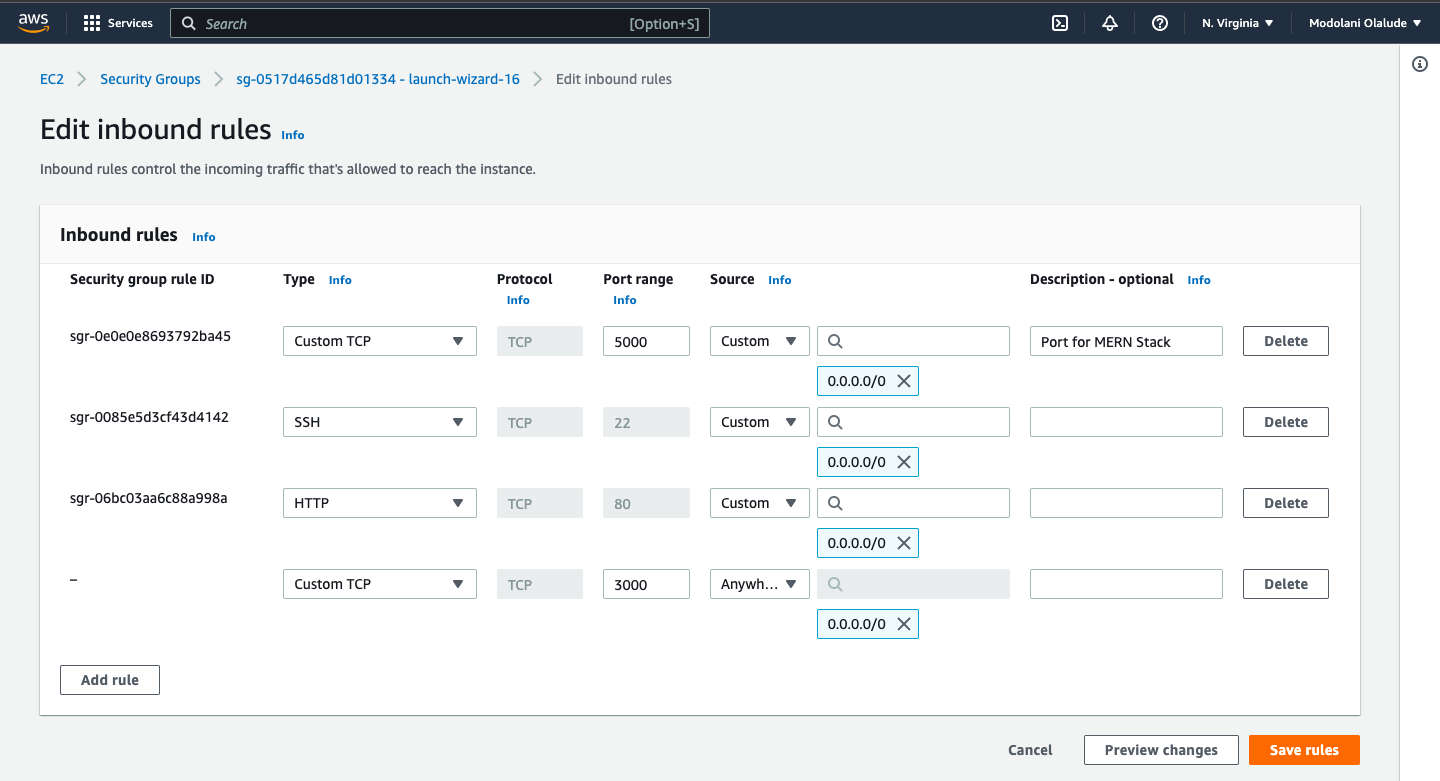 aws
Services
Search
[Option+S]
N. Virginia
Modolani Olalude
EC2
Security Groups
sg-0517d465d81d01334 - launch-wizard-16
Edit inbound rules
Edit inbound rules Info
Inbound rules control the incoming traffic that's allowed to reach the instance.
Inbound rules Info
Security group rule ID
Type Info
Protocol Info
Port range Info
Source Info
Description - optional Info
sgr-0e0e0e8693792ba45
Custom TCP
TCP
5000
Custom
Port for MERN Stack
Delete
0.0.0.0/0
sgr-0085e5d3cf43d4142
SSH
TCP
22
Custom
Delete
0.0.0.0/0
sgr-06bc03aa6c88a998a
HTTP
TCP
80
Custom
Delete
0.0.0.0/0
–
Custom TCP
TCP
3000
Anywh...
Delete
0.0.0.0/0
Add rule
Cancel
Preview changes
Save rules